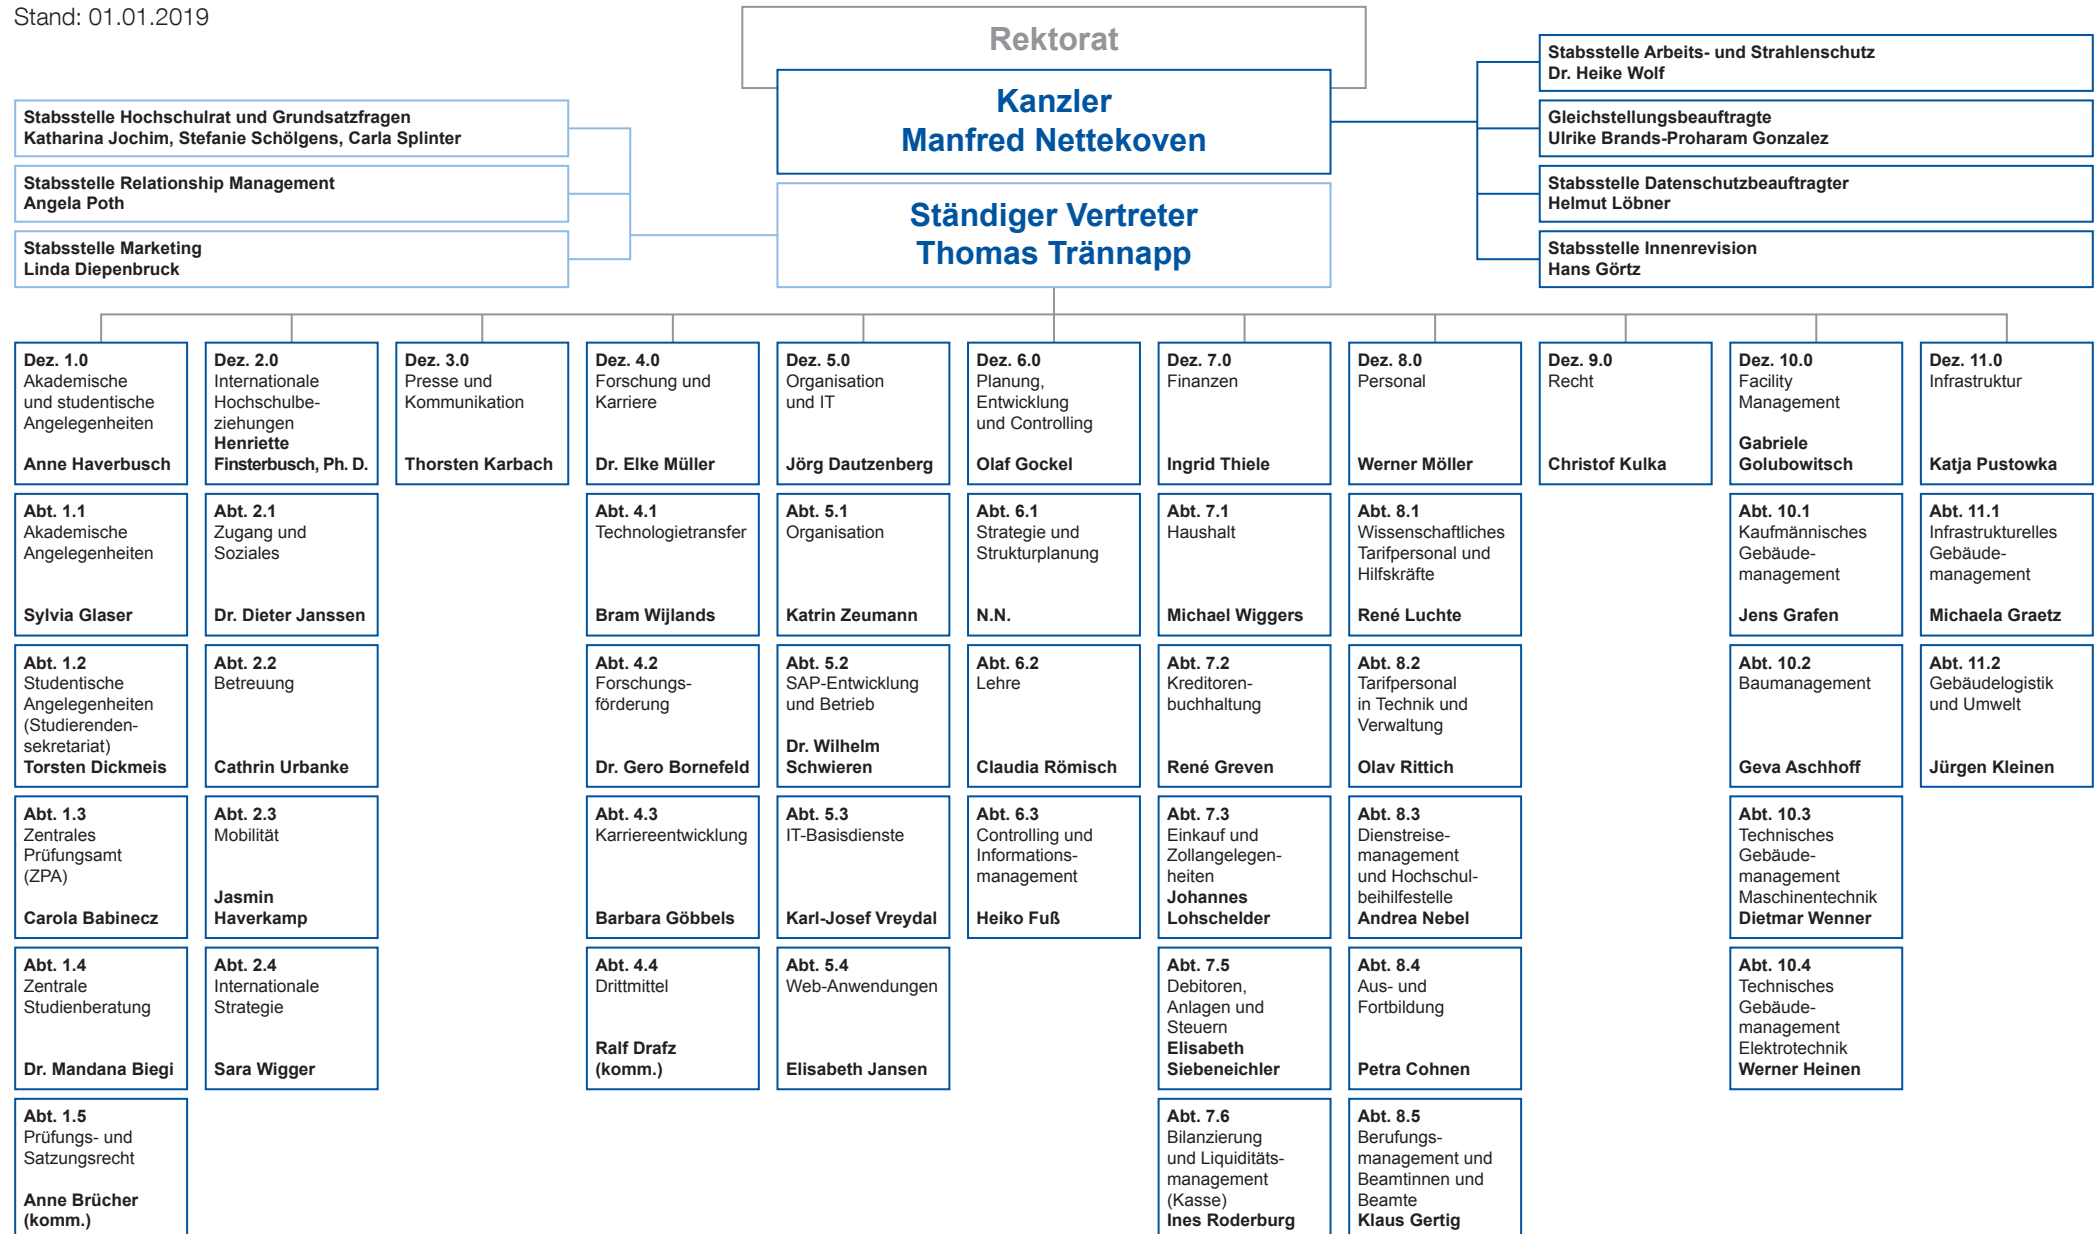 Stand: 01.01.2019
Rektorat
Kanzler
Manfred Nettekoven
Ständiger Vertreter
Thomas Trännapp
Stabsstelle Hochschulrat und Grundsatzfragen
Katharina Jochim, Stefanie Schölgens, Carla Splinter
Stabsstelle Relationship Management
Angela Poth
Stabsstelle Marketing
Linda Diepenbruck
Stabsstelle Arbeits- und Strahlenschutz
Dr. Heike Wolf
Gleichstellungsbeauftragte
Ulrike Brands-Proharam Gonzalez
Stabsstelle Datenschutzbeauftragter
Helmut Löbner
Stabsstelle Innenrevision
Hans Görtz
Dez. 1.0
Akademische
und studentische
Angelegenheiten
Anne Haverbusch
Abt. 1.1
Akademische
Angelegenheiten
Sylvia Glaser
Abt. 1.2
Studentische
Angelegenheiten
(Studierenden-
sekretariat)
Torsten Dickmeis
Abt. 1.3
Zentrales
Prüfungsamt
(ZPA)
Carola Babinecz
Abt. 1.4
Zentrale
Studienberatung
Dr. Mandana Biegi
Abt. 1.5
Prüfungs- und
Satzungsrecht
Anne Brücher
(komm.)
Dez. 2.0
Internationale
Hochschulbe-
ziehungen
Henriette
Finsterbusch, Ph. D.
Abt. 2.1
Zugang und
Soziales
Dr. Dieter Janssen
Abt. 2.2
Betreuung
Cathrin Urbanke
Abt. 2.3
Mobilität
Jasmin
Haverkamp
Abt. 2.4
Internationale
Strategie
Sara Wigger
Dez. 3.0
Presse und
Kommunikation
Thorsten Karbach
Dez. 4.0
Forschung und
Karriere
Dr. Elke Müller
Abt. 4.1
Technologietransfer
Bram Wijlands
Abt. 4.2
Forschungs-
förderung
Dr. Gero Bornefeld
Abt. 4.3
Karriereentwicklung
Barbara Göbbels
Abt. 4.4
Drittmittel
Ralf Drafz
(komm.)
Dez. 5.0
Organisation
und IT
Jörg Dautzenberg
Abt. 5.1
Organisation
Katrin Zeumann
Abt. 5.2
SAP-Entwicklung
und Betrieb
Dr. Wilhelm
Schwieren
Abt. 5.3
IT-Basisdienste
Karl-Josef Vreydal
Abt. 5.4
Web-Anwendungen
Elisabeth Jansen
Dez. 6.0
Planung,
Entwicklung
und Controlling
Olaf Gockel
Abt. 6.1
Strategie und
Strukturplanung
N.N.
Abt. 6.2
Lehre
Claudia Römisch
Abt. 6.3
Controlling und
Informations-
management
Heiko Fuß
Dez. 7.0
Finanzen
Ingrid Thiele
Abt. 7.1
Haushalt
Michael Wiggers
Abt. 7.2
Kreditoren-
buchhaltung
René Greven
Abt. 7.3
Einkauf und
Zollangelegen-
heiten
Johannes
Lohschelder
Abt. 7.5
Debitoren,
Anlagen und
Steuern
Elisabeth
Siebeneichler
Abt. 7.6
Bilanzierung
und Liquiditäts-
management
(Kasse)
Ines Roderburg
Dez. 8.0
Personal
Werner Möller
Abt. 8.1
Wissenschaftliches
Tarifpersonal und
Hilfskräfte
René Luchte
Abt. 8.2
Tarifpersonal
in Technik und
Verwaltung
Olav Rittich
Abt. 8.3
Dienstreise-
management
und Hochschul-
beihilfestelle
Andrea Nebel
Abt. 8.4
Aus- und
Fortbildung
Petra Cohnen
Abt. 8.5
Berufungs-
management und
Beamtinnen und
Beamte
Klaus Gertig
Dez. 9.0
Recht
Christof Kulka
Dez. 10.0
Facility
Management
Gabriele
Golubowitsch
Abt. 10.1
Kaufmännisches
Gebäude-
management
Jens Grafen
Abt. 10.2
Baumanagement
Geva Aschhoff
Abt. 10.3
Technisches
Gebäude-
management
Maschinentechnik
Dietmar Wenner
Abt. 10.4
Technisches
Gebäude-
management
Elektrotechnik
Werner Heinen
Dez. 11.0
Infrastruktur
Katja Pustowka
Abt. 11.1
Infrastrukturelles
Gebäude-
management
Michaela Graetz
Abt. 11.2
Gebäudelogistik
und Umwelt
Jürgen Kleinen